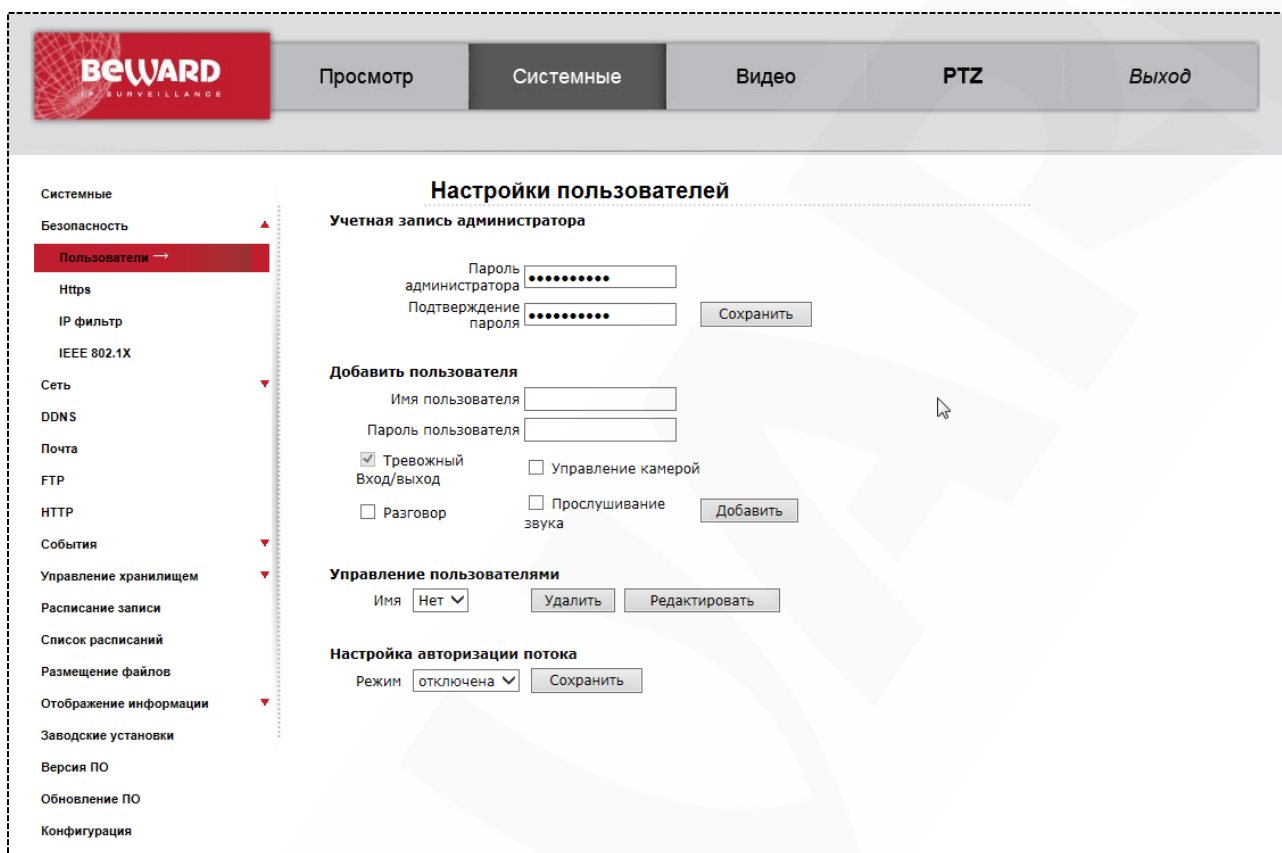 BEWARD
IP SURVEILLANCE
Просмотр
Системные
Видео
PTZ
Выход
Системные
Безопасность
Пользователи →
Https
IP фильтр
IEEE 802.1X
Сеть
DDNS
Почта
FTP
HTTP
События
Управление хранилищем
Расписание записи
Список расписаний
Размещение файлов
Отображение информации
Заводские установки
Версия ПО
Обновление ПО
Конфигурация
Настройки пользователей
Учетная запись администратора
Пароль
администратора ••••••••••
Подтверждение
пароля •••••••••• Сохранить
Добавить пользователя
Имя пользователя
Пароль пользователя
Тревожный
Вход/выход
Управление камерой
Разговор
Прослушивание
звука
Добавить
Управление пользователями
Имя Нет Удалить Редактировать
Настройка авторизации потока
Режим отключена Сохранить